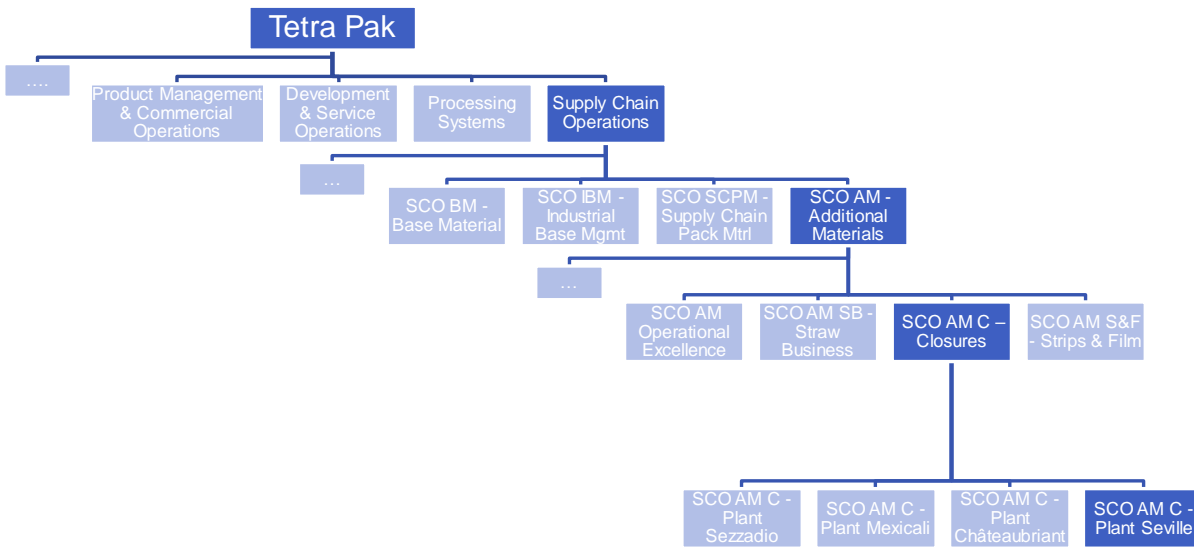 Tetra Pak
....
Product Management
& Commercial
Operations
Development
& Service
Operations
Processing
Systems
Supply Chain
Operations
...
SCO BM -
Base Material
SCO IBM -
Industrial
Base Mgmt
SCO SCPM -
Supply Chain
Pack Mtrl
SCO AM -
Additional
Materials
...
SCO AM
Operational
Excellence
SCO AM SB -
Straw
Business
SCO AM C –
Closures
SCO AM S&F
- Strips & Film
SCO AM C -
Plant
Sezzadio
SCO AM C -
Plant Mexicali
SCO AM C -
Plant
Châteaubriant
SCO AM C -
Plant Seville